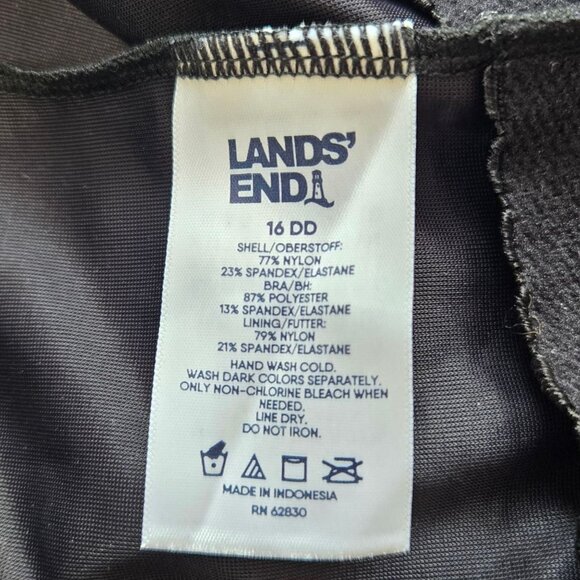 LANDS'
END
16 DD
SHELL/OBERSTOFF:
77% NYLON
23% SPANDEX/ELASTANE
BRA/BH:
87% POLYESTER
13% SPANDEX/ELASTANE
LINING/FUTTER:
79% NYLON
21% SPANDEX/ELASTANE
HAND WASH COLD.
WASH DARK COLORS SEPARATELY.
ONLY NON-CHLORINE BLEACH WHEN
NEEDED.
LINE DRY.
DO NOT IRON.
MADE IN INDONESIA
RN 62830